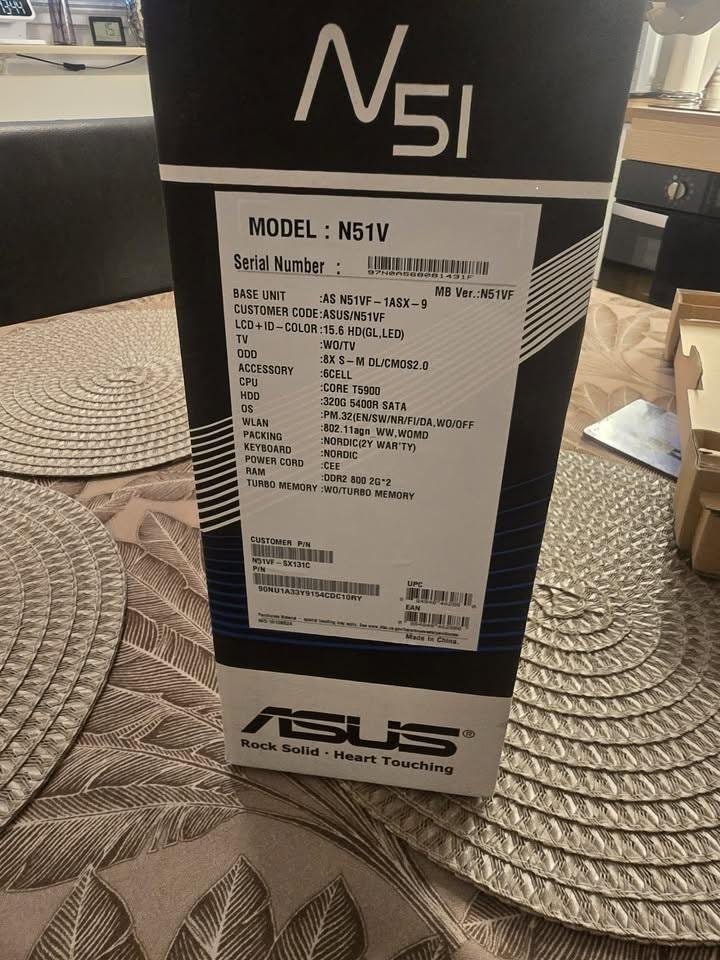 N51
MODEL : N51V
Serial Number :
97N0AS68081431F
MB Ver.:N51VF
BASE UNIT :AS N51VF-1ASX-9
CUSTOMER CODE:ASUS/N51VF
LCD+ID-COLOR:15.6 HD(GL,LED)
TV :WO/TV
ODD :8X S-M DL/CMOS2.0
ACCESSORY :6CELL
CPU :CORE T5900
HDD :320G 5400R SATA
OS :PM.32(EN/SW/NR/FI/DA,WO/OFF
WLAN :802.11agn WW,WOMD
PACKING :NORDIC(2Y WAR'TY)
KEYBOARD :NORDIC
POWER CORD :CEE
RAM :DDR2 800 2G*2
TURBO MEMORY :WO/TURBO MEMORY
CUSTOMER P/N
N51VF-SX131C
P/N
90NU1A33Y9154CDC10RY
UPC
EAN
Made in China.
ASUS®
Rock Solid · Heart Touching